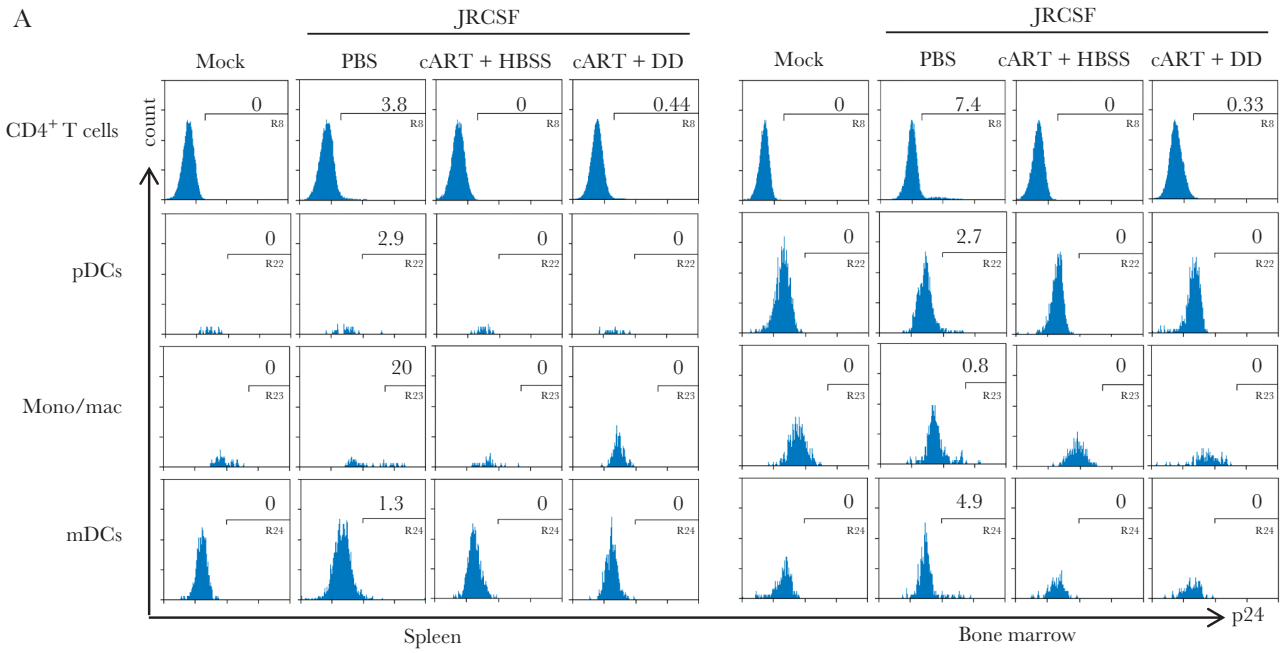 A
JRCSF JRCSF
Mock PBS cART + HBSS cART + DD Mock PBS cART + HBSS cART + DD
count
CD4⁺ T cells 0 3.8 0 0.44 0 7.4 0 0.33
R8 R8 R8 R8 R8 R8 R8 R8
pDCs 0 2.9 0 0 0 2.7 0 0
R22 R22 R22 R22 R22 R22 R22 R22
Mono/mac 0 20 0 0 0 0.8 0 0
R23 R23 R23 R23 R23 R23 R23 R23
mDCs 0 1.3 0 0 0 4.9 0 0
R24 R24 R24 R24 R24 R24 R24 R24
p24
Spleen Bone marrow